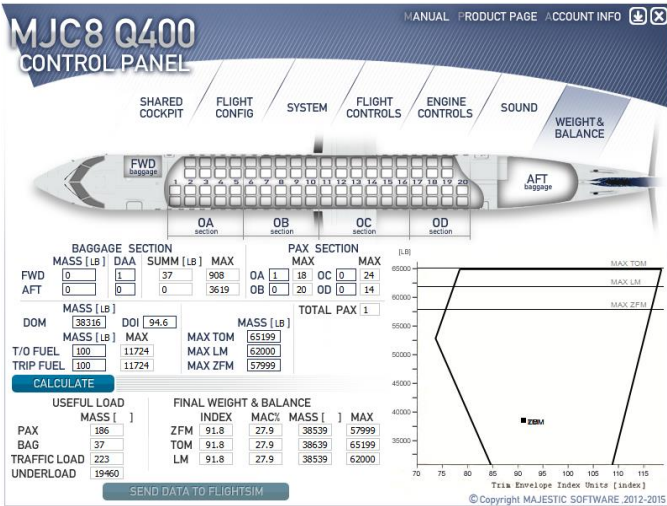 MANUAL PRODUCT PAGE ACCOUNT INFO
MJC8 Q400
CONTROL PANEL
SHARED COCKPIT
FLIGHT CONFIG
SYSTEM
FLIGHT CONTROLS
ENGINE CONTROLS
SOUND
WEIGHT & BALANCE
FWD baggage
1 2 3 4 5 6 7 8 9 10 11 12 13 14 15 16 17 18 19 20
AFT baggage
OA section
OB section
OC section
OD section
BAGGAGE SECTION
MASS [LB] DAA SUMM [LB] MAX
FWD 0 1 37 908
AFT 0 0 0 3619
PAX SECTION
MAX MAX
OA 1 18 OC 0 24
OB 0 20 OD 0 14
TOTAL PAX 1
MASS [LB]
DOM 38316 DOI 94.6
MASS [LB] MAX
T/O FUEL 100 11724
TRIP FUEL 100 11724
MASS [LB]
MAX TOM 65199
MAX LM 62000
MAX ZFM 57999
CALCULATE
USEFUL LOAD
MASS [ ]
PAX 186
BAG 37
TRAFFIC LOAD 223
UNDERLOAD 19460
FINAL WEIGHT & BALANCE
INDEX MAC% MASS [ ] MAX
ZFM 91.8 27.9 38539 57999
TOM 91.8 27.9 38639 65199
LM 91.8 27.9 38539 62000
SEND DATA TO FLIGHTSIM
[LB]
65000
60000
55000
50000
45000
40000
35000
MAX TOM
MAX LM
MAX ZFM
70 75 80 85 90 95 100 105 110 115
Trim Envelope Index Units [index]
© Copyright MAJESTIC SOFTWARE ,2012-2015